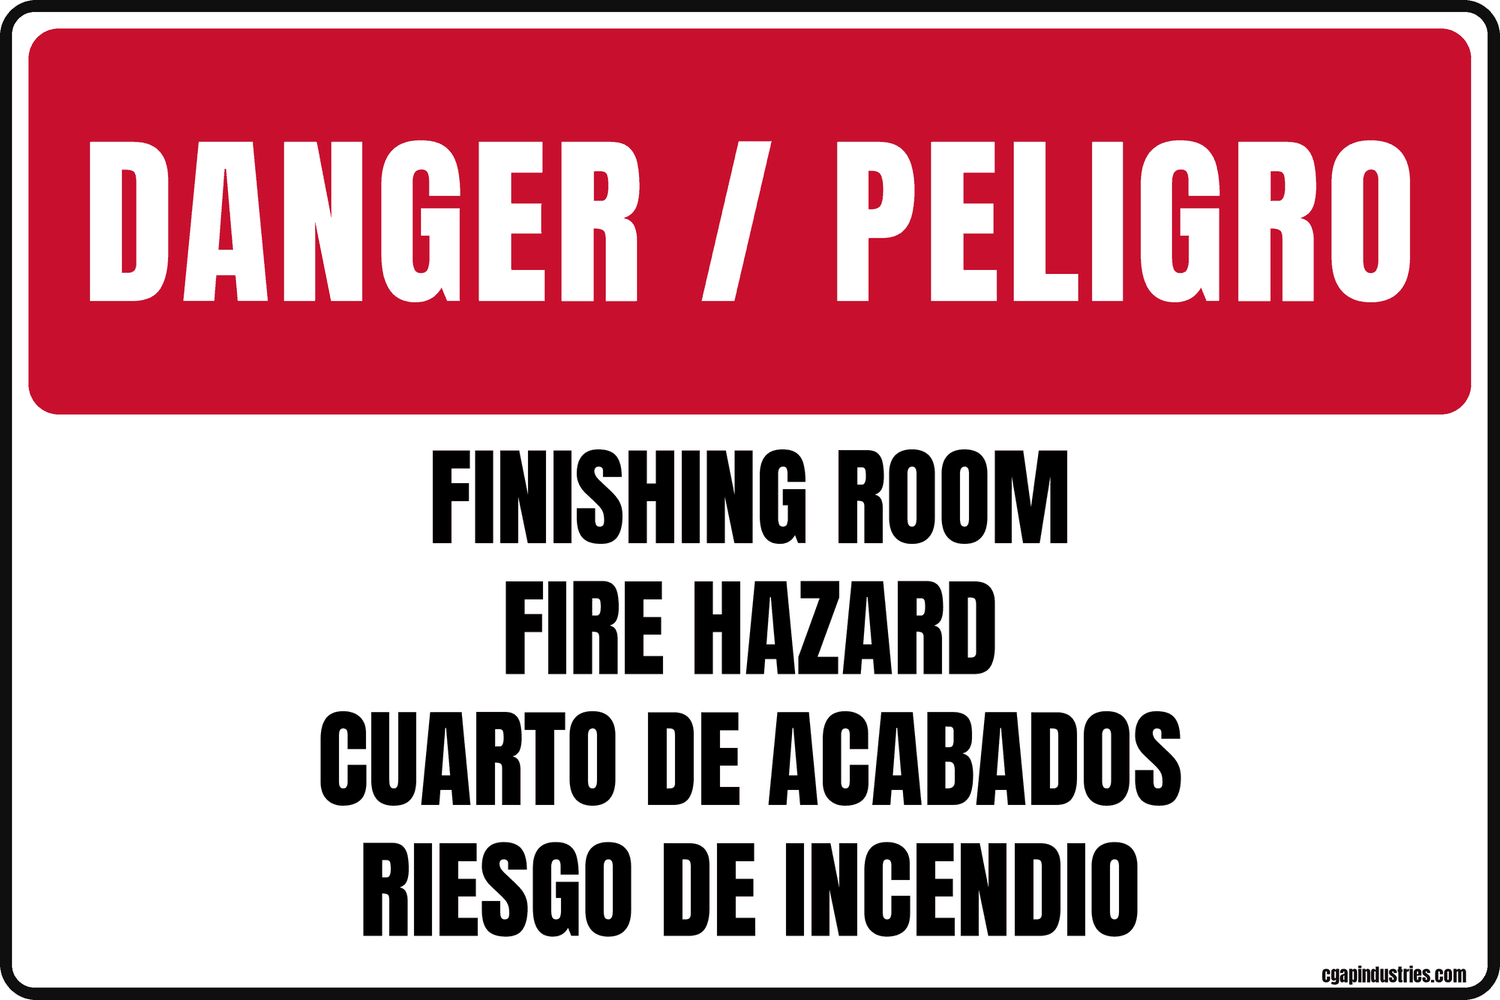 DANGER / PELIGRO
FINISHING ROOM
FIRE HAZARD
CUARTO DE ACABADOS
RIESGO DE INCENDIO
cgapindustries.com